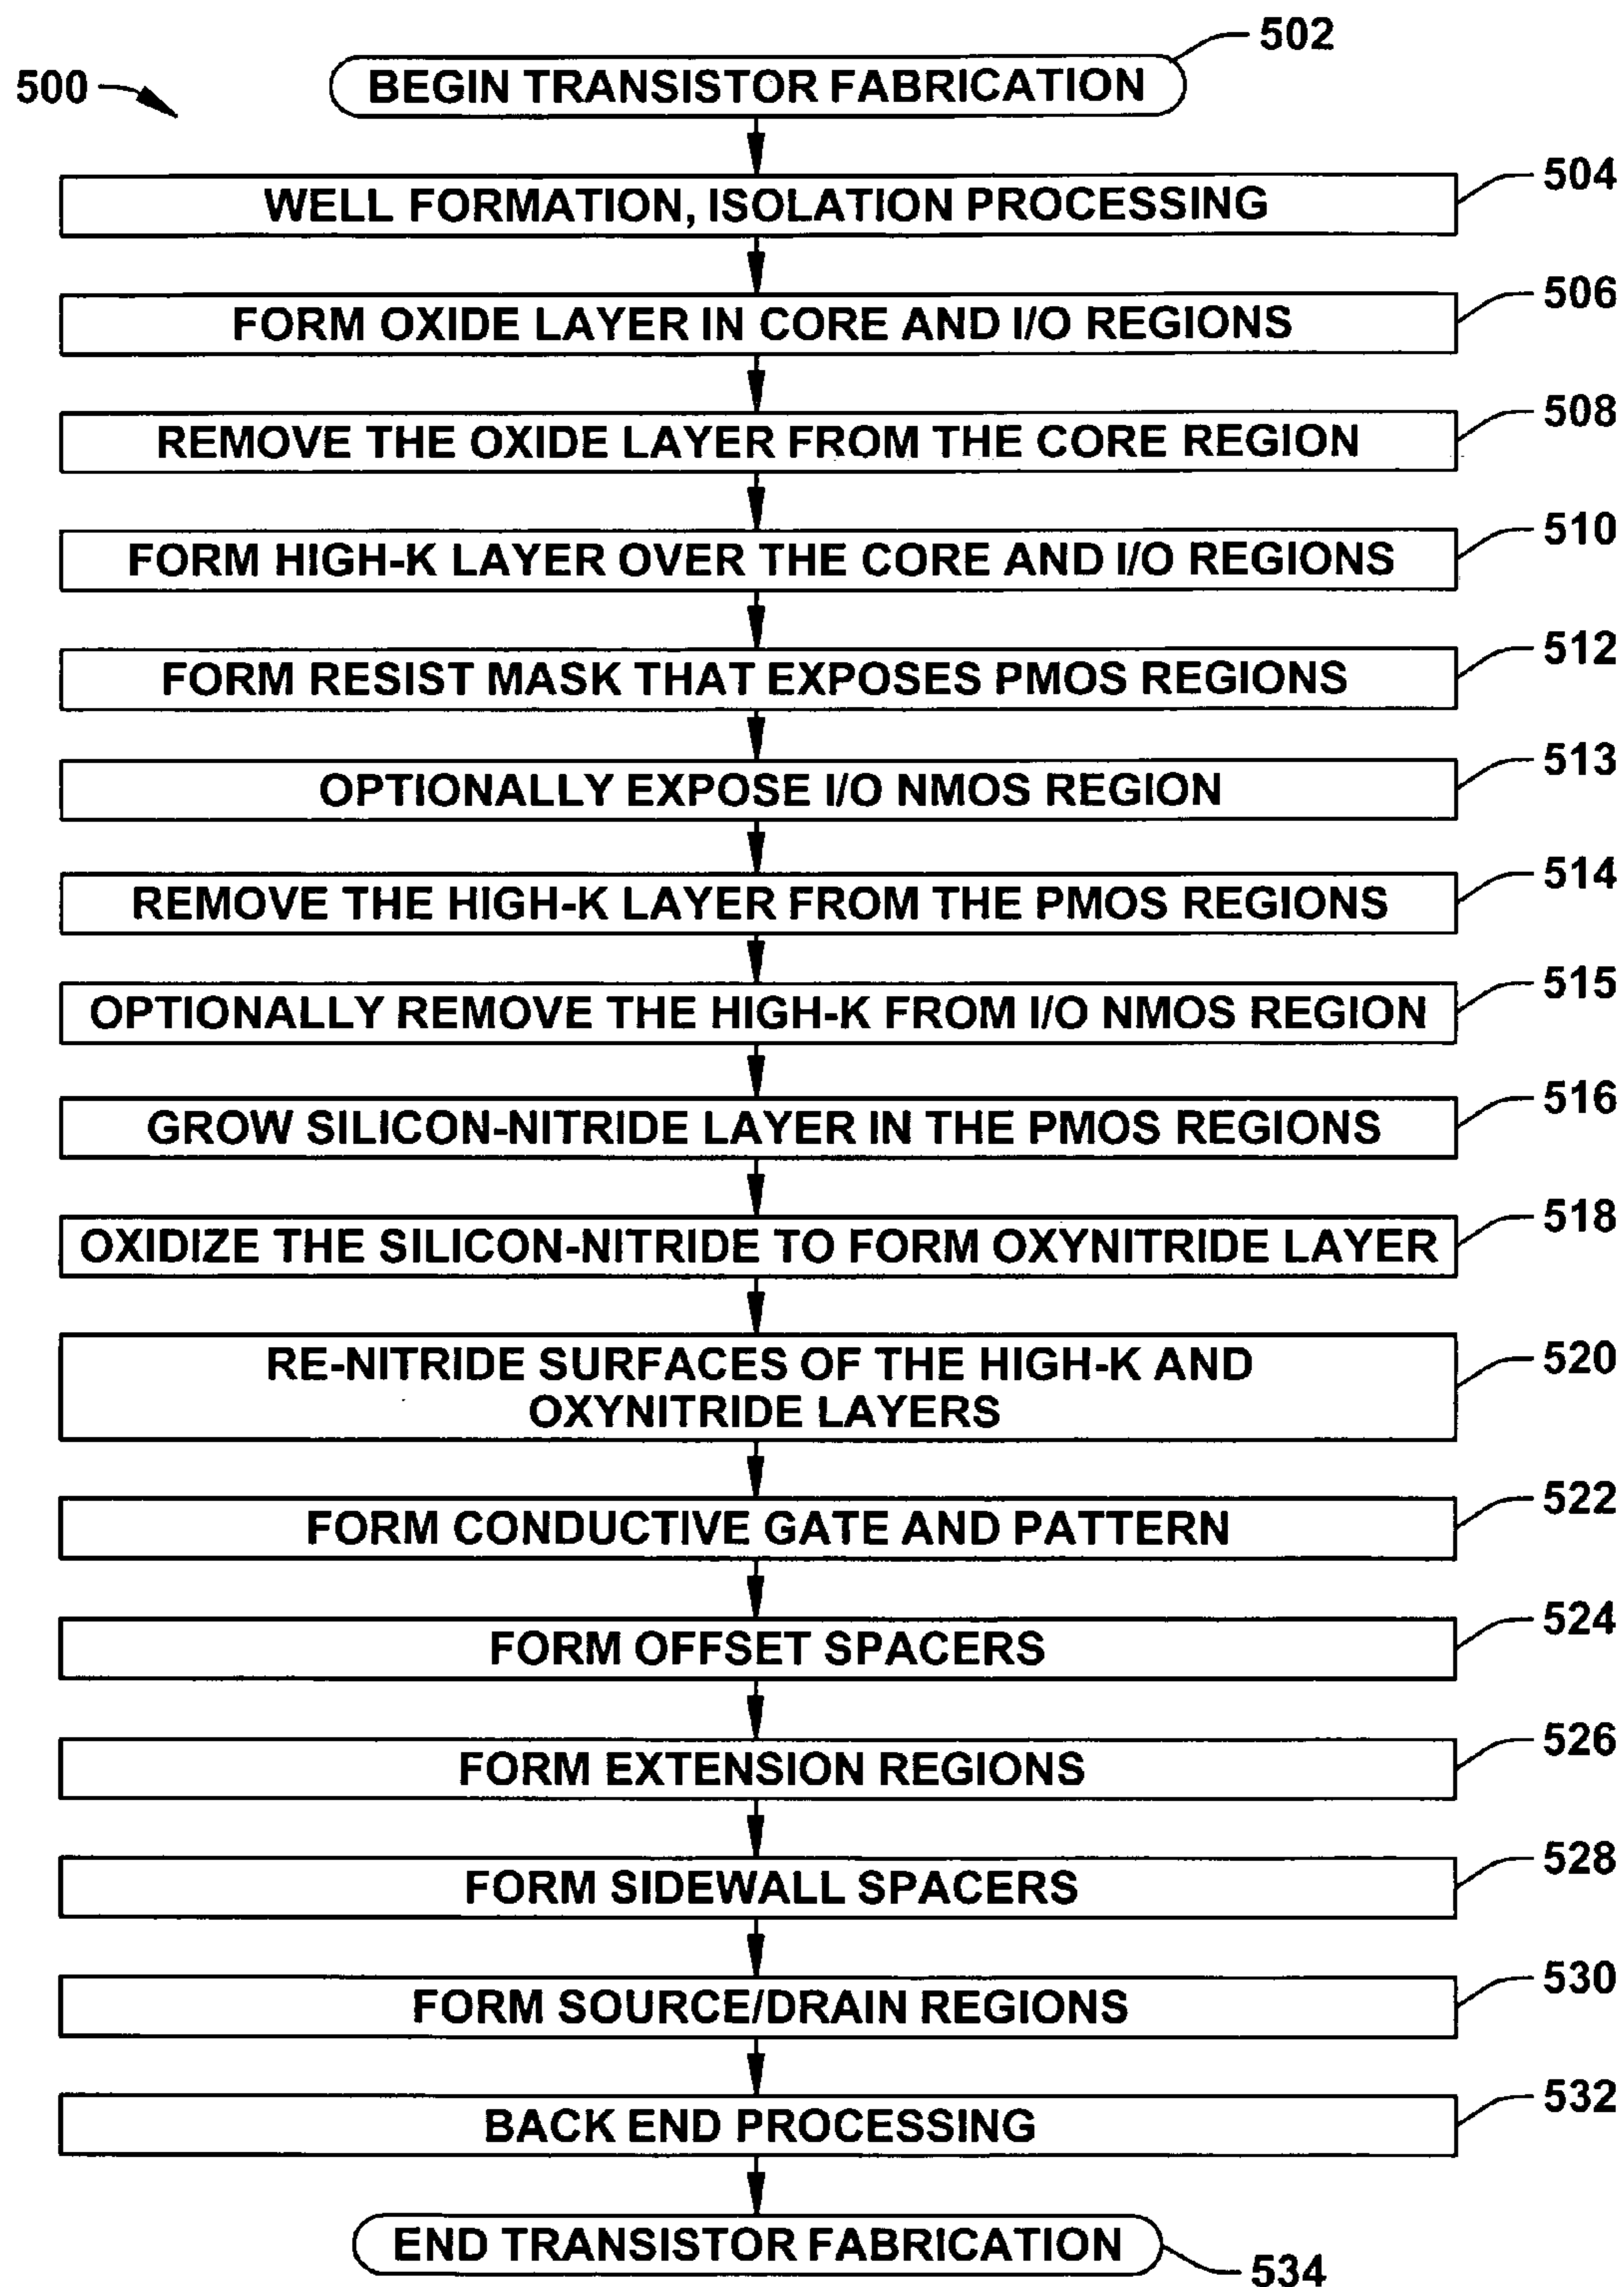 500
BEGIN TRANSISTOR FABRICATION
502
WELL FORMATION, ISOLATION PROCESSING
504
FORM OXIDE LAYER IN CORE AND I/O REGIONS
506
REMOVE THE OXIDE LAYER FROM THE CORE REGION
508
FORM HIGH-K LAYER OVER THE CORE AND I/O REGIONS
510
FORM RESIST MASK THAT EXPOSES PMOS REGIONS
512
OPTIONALLY EXPOSE I/O NMOS REGION
513
REMOVE THE HIGH-K LAYER FROM THE PMOS REGIONS
514
OPTIONALLY REMOVE THE HIGH-K FROM I/O NMOS REGION
515
GROW SILICON-NITRIDE LAYER IN THE PMOS REGIONS
516
OXIDIZE THE SILICON-NITRIDE TO FORM OXYNITRIDE LAYER
518
RE-NITRIDE SURFACES OF THE HIGH-K AND
OXYNITRIDE LAYERS
520
FORM CONDUCTIVE GATE AND PATTERN
522
FORM OFFSET SPACERS
524
FORM EXTENSION REGIONS
526
FORM SIDEWALL SPACERS
528
FORM SOURCE/DRAIN REGIONS
530
BACK END PROCESSING
532
END TRANSISTOR FABRICATION
534